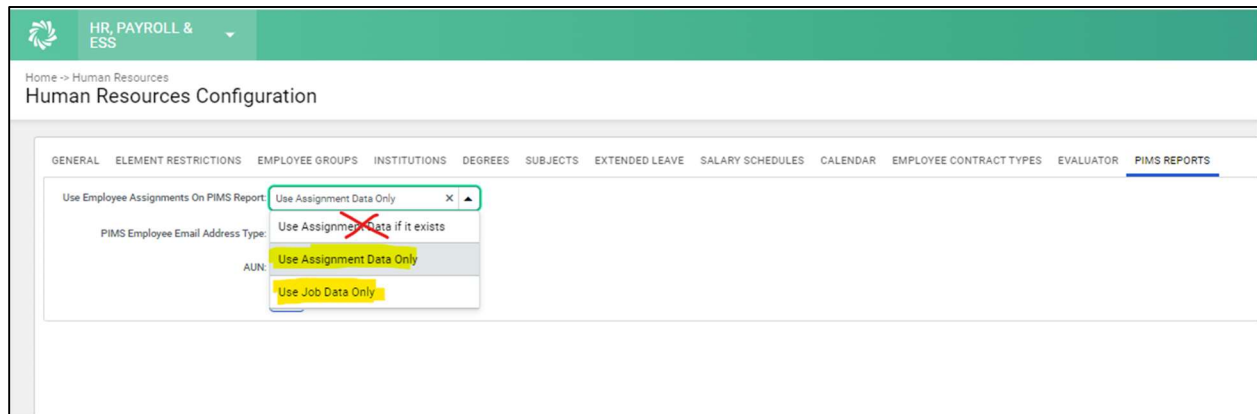 HR, PAYROLL &
ESS
Home -> Human Resources
Human Resources Configuration
GENERAL ELEMENT RESTRICTIONS EMPLOYEE GROUPS INSTITUTIONS DEGREES SUBJECTS EXTENDED LEAVE SALARY SCHEDULES CALENDAR EMPLOYEE CONTRACT TYPES EVALUATOR PIMS REPORTS
Use Employee Assignments On PIMS Report: Use Assignment Data Only
Use Assignment Data if it exists
PIMS Employee Email Address Type:
Use Assignment Data Only
AUN:
Use Job Data Only